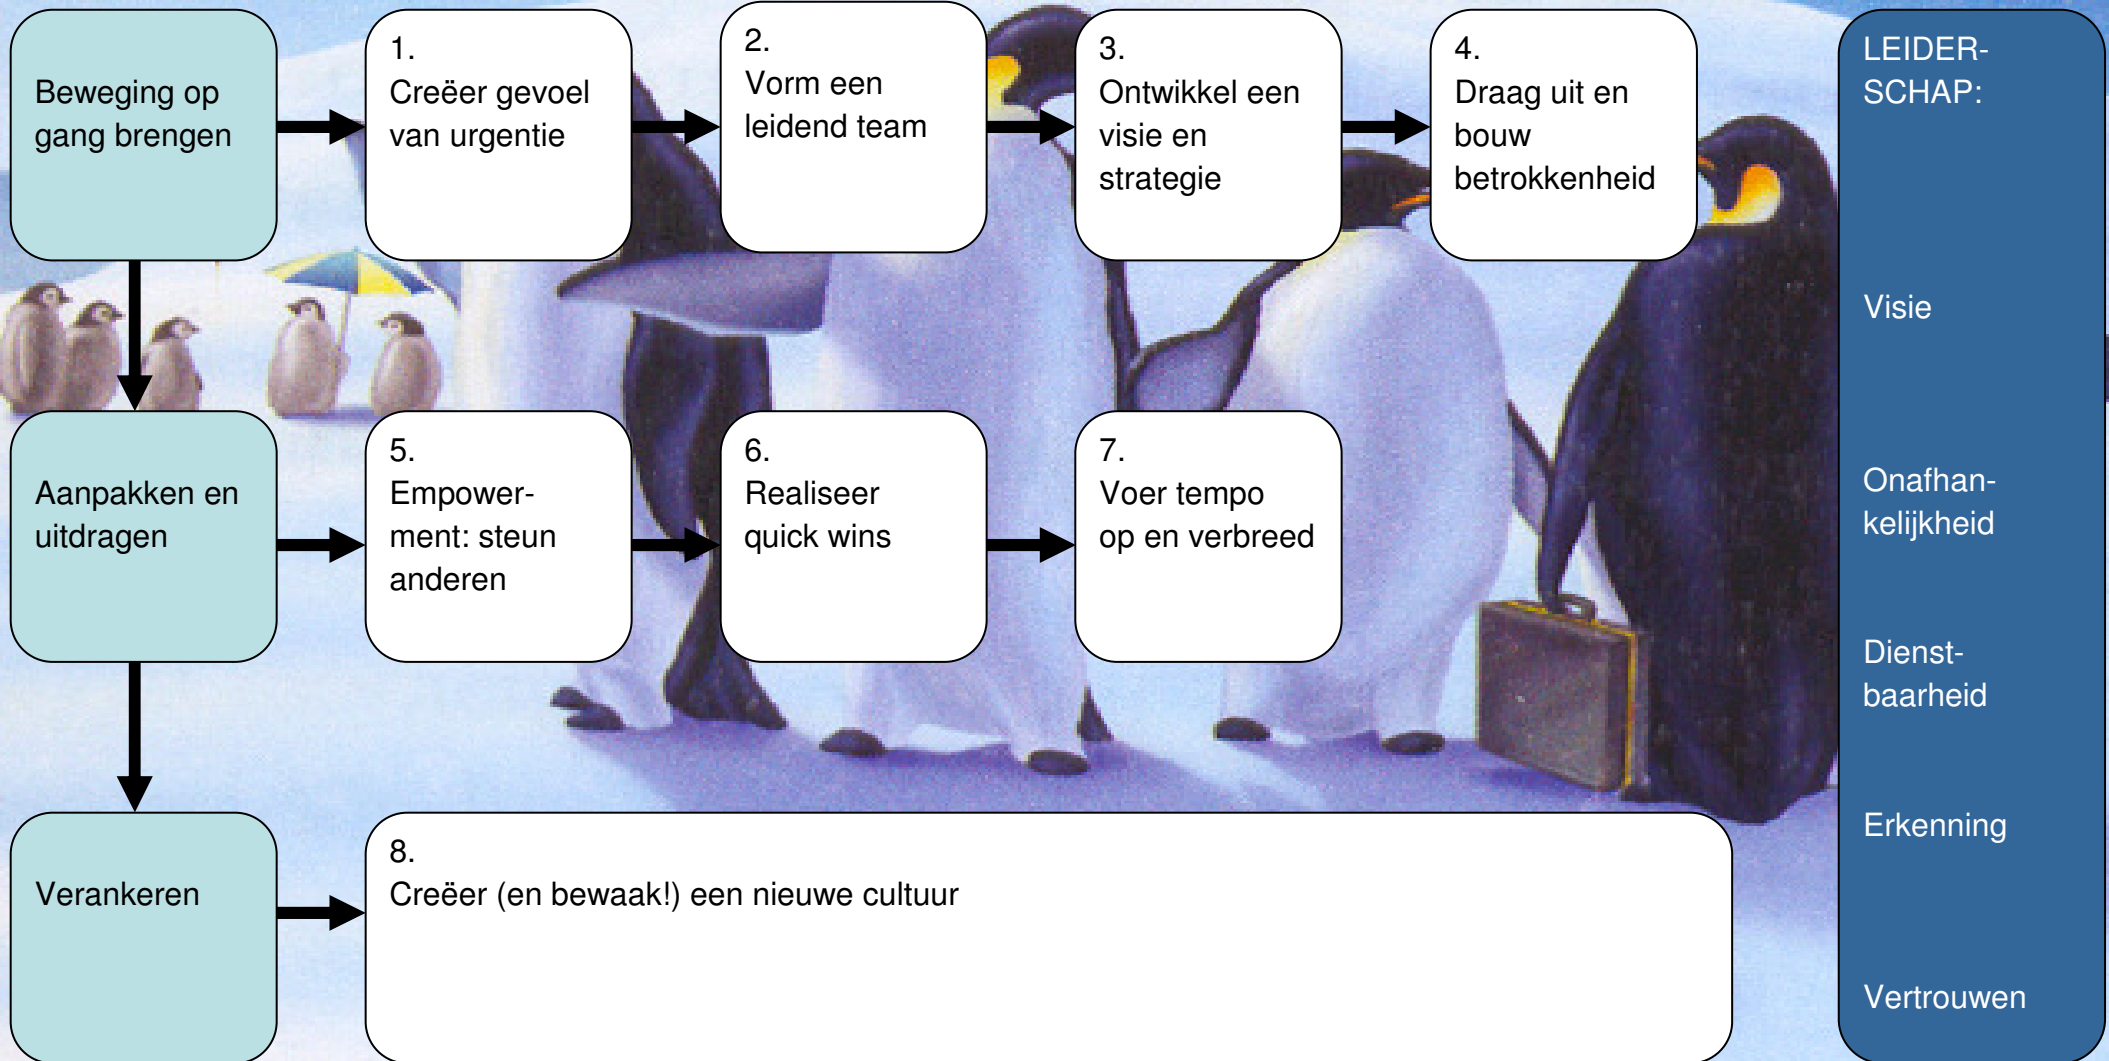 Beweging op
gang brengen
1.
Creëer gevoel
van urgentie
2.
Vorm een
leidend team
3.
Ontwikkel een
visie en
strategie
4.
Draag uit en
bouw
betrokkenheid
Aanpakken en
uitdragen
5.
Empower-
ment: steun
anderen
6.
Realiseer
quick wins
7.
Voer tempo
op en verbreed
Verankeren
8.
Creëer (en bewaak!) een nieuwe cultuur
LEIDER-
SCHAP:
Visie
Onafhan-
kelijkheid
Dienst-
baarheid
Erkenning
Vertrouwen